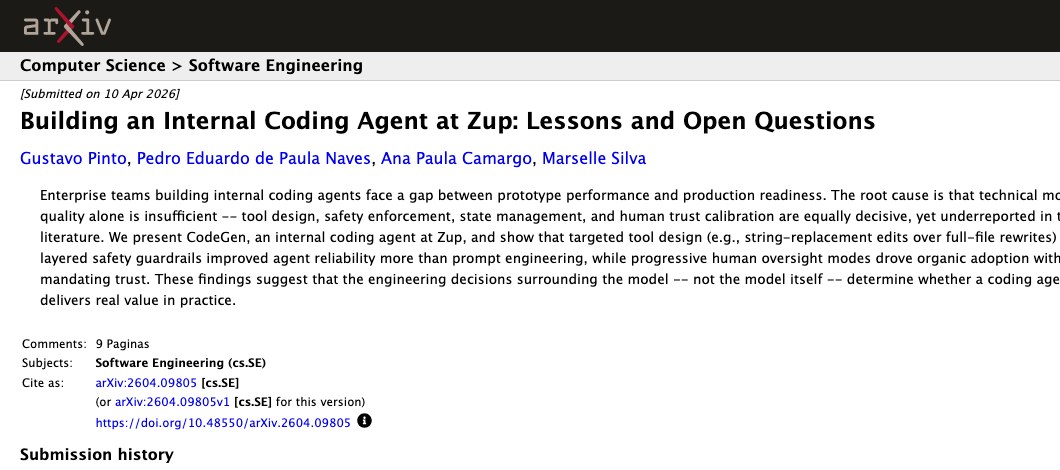 arXiv
Computer Science > Software Engineering
[Submitted on 10 Apr 2026]
Building an Internal Coding Agent at Zup: Lessons and Open Questions
Gustavo Pinto, Pedro Eduardo de Paula Naves, Ana Paula Camargo, Marselle Silva
Enterprise teams building internal coding agents face a gap between prototype performance and production readiness. The root cause is that technical
quality alone is insufficient -- tool design, safety enforcement, state management, and human trust calibration are equally decisive, yet underreported in
literature. We present CodeGen, an internal coding agent at Zup, and show that targeted tool design (e.g., string-replacement edits over full-file rewrites)
layered safety guardrails improved agent reliability more than prompt engineering, while progressive human oversight modes drove organic adoption
mandating trust. These findings suggest that the engineering decisions surrounding the model -- not the model itself -- determine whether a coding
delivers real value in practice.
Comments: 9 Paginas
Subjects: Software Engineering (cs.SE)
Cite as: arXiv:2604.09805 [cs.SE]
(or arXiv:2604.09805v1 [cs.SE] for this version)
https://doi.org/10.48550/arXiv.2604.09805
Submission history